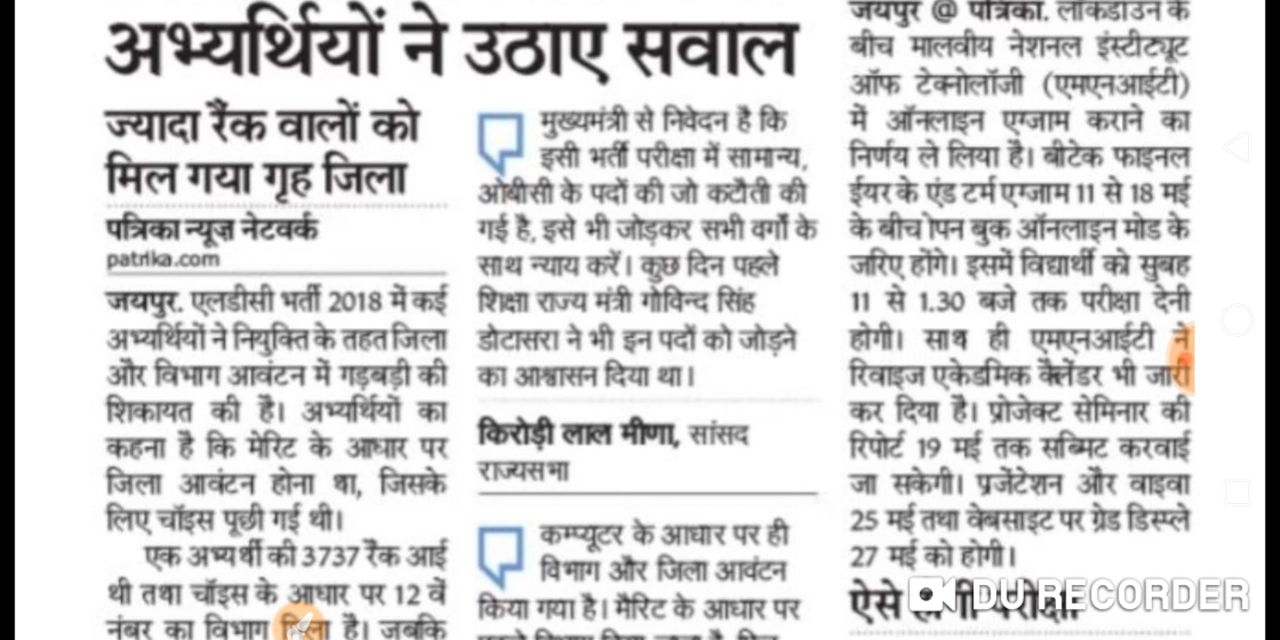 अभ्यर्थियों ने उठाए सवाल
ज्यादा रैंक वालों को
मिल गया गृह जिला
पत्रिका न्यूज़ नेटवर्क
patrika.com
जयपुर. एलडीसी भर्ती 2018 में कई
अभ्यर्थियों ने नियुक्ति के तहत जिला
और विभाग आवंटन में गड़बड़ी की
शिकायत की है। अभ्यर्थियों का
कहना है कि मेरिट के आधार पर
जिला आवंटन होना था, जिसके
लिए चॉइस पूछी गई थी।
एक अभ्यर्थी की 3737 रैंक आई
थी तथा चॉइस के आधार पर 12 वें
नंबर का विभाग मिला है। जबकि
मुख्यमंत्री से निवेदन है कि
इसी भर्ती परीक्षा में सामान्य,
ओबीसी के पदों की जो कटौती की
गई है, इसे भी जोड़कर सभी वर्गों के
साथ न्याय करें। कुछ दिन पहले
शिक्षा राज्य मंत्री गोविन्द सिंह
डोटासरा ने भी इन पदों को जोड़ने
का आश्वासन दिया था।
किरोड़ी लाल मीणा, सांसद
राज्यसभा
कम्प्यूटर के आधार पर ही
विभाग और जिला आवंटन
किया गया है। मैरिट के आधार पर
जयपुर @ पत्रिका. लॉकडाउन के
बीच मालवीय नेशनल इंस्टीट्यूट
ऑफ टेक्नोलॉजी (एमएनआईटी)
में ऑनलाइन एग्जाम कराने का
निर्णय ले लिया है। बीटेक फाइनल
ईयर के एंड टर्म एग्जाम 11 से 18 मई
के बीच ोपन बुक ऑनलाइन मोड के
जरिए होंगे। इसमें विद्यार्थी को सुबह
11 से 1.30 बजे तक परीक्षा देनी
होगी। साथ ही एमएनआईटी ने
रिवाइज एकेडमिक कैलेंडर भी जारी
कर दिया है। प्रोजेक्ट सेमिनार की
रिपोर्ट 19 मई तक सब्मिट करवाई
जा सकेगी। प्रजेंटेशन और वाइवा
25 मई तथा वेबसाइट पर ग्रेड डिस्प्ले
27 मई को होगी।
ऐसे
DU RECORDER